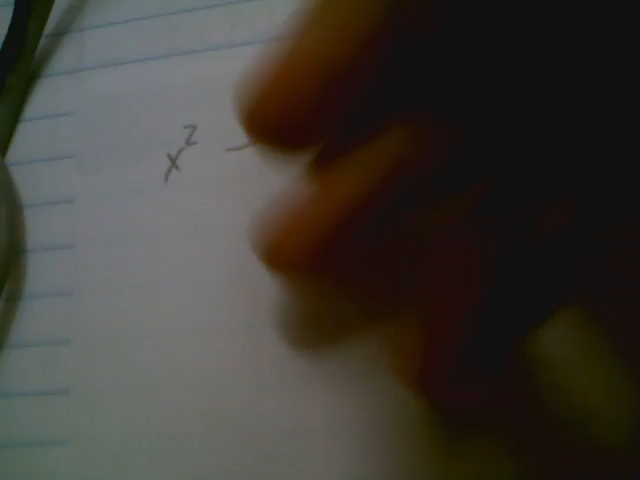 x² –